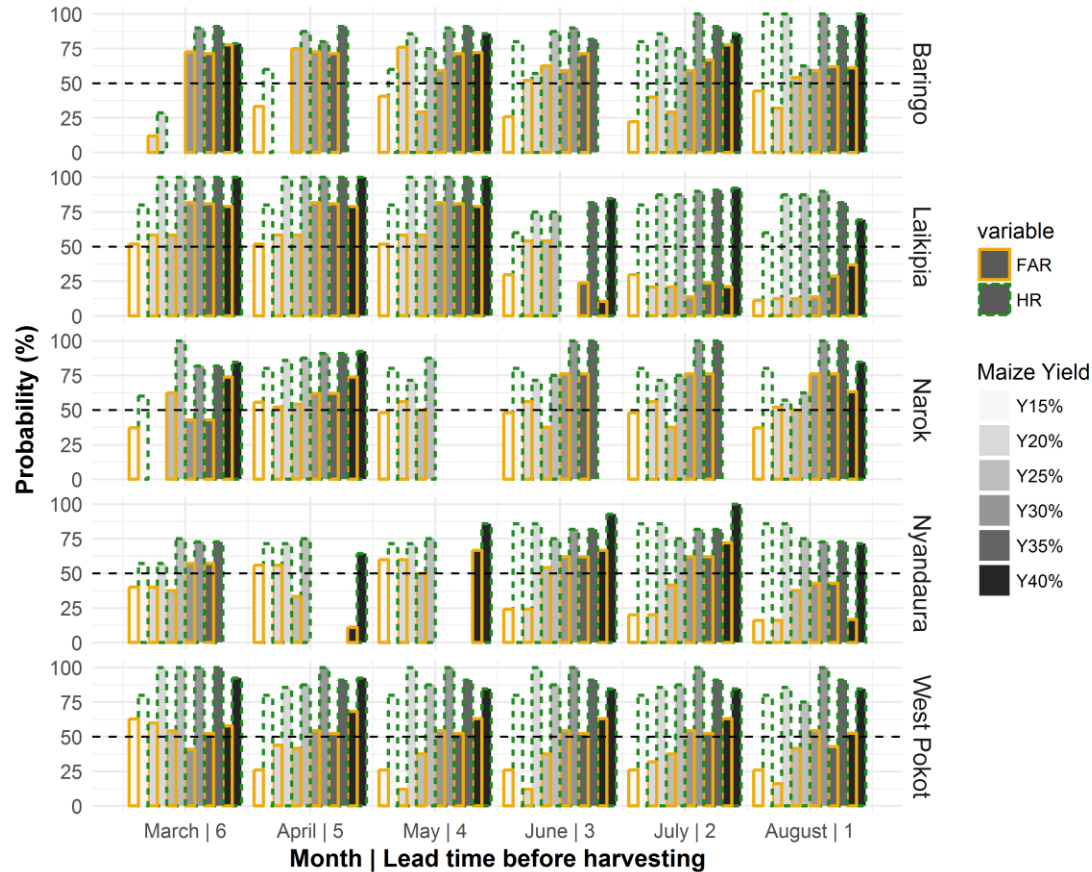 100
75
50
25
0
Baringo
100
75
50
25
0
Laikipia
100
75
50
25
0
Narok
100
75
50
25
0
Nyandaura
100
75
50
25
0
West Pokot
Probability (%)
March | 6
April | 5
May | 4
June | 3
July | 2
August | 1
Month | Lead time before harvesting
variable
FAR
HR
Maize Yield
Y15%
Y20%
Y25%
Y30%
Y35%
Y40%